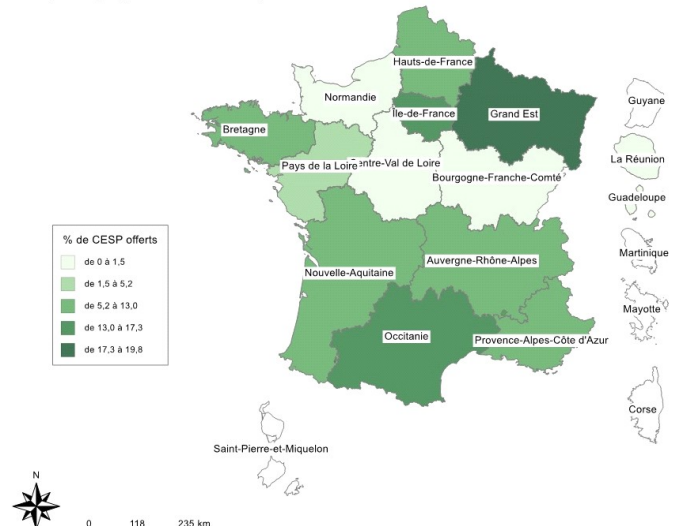 Hauts-de-France
Normandie
Île-de-France
Grand Est
Guyane
Bretagne
La Réunion
Pays de la Loire
entre-Val de Loire
Bourgogne-Franche-Comté
Guadeloupe
% de CESP offerts
de 0 à 1,5
de 1,5 à 5,2
de 5,2 à 13,0
de 13,0 à 17,3
de 17,3 à 19,8
Martinique
Auvergne-Rhône-Alpes
Nouvelle-Aquitaine
Mayotte
Occitanie
Provence-Alpes-Côte d'Azur
Corse
Saint-Pierre-et-Miquelon
N
0 118 235 km